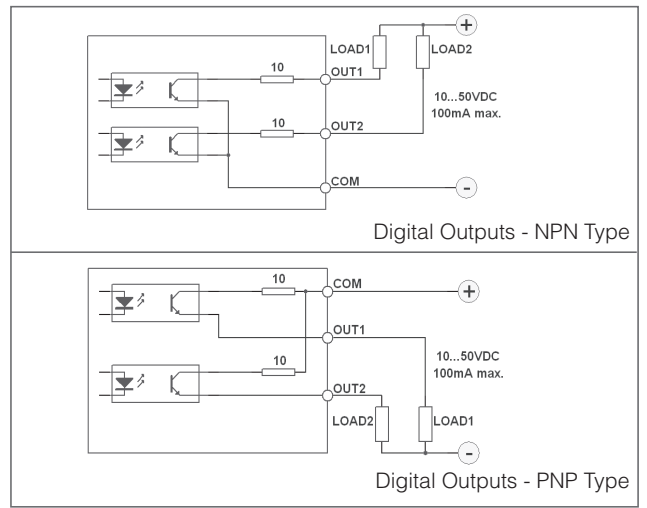 +
LOAD1
LOAD2
10
OUT1
10...50VDC
100mA max.
10
OUT2
COM
-
Digital Outputs - NPN Type
10
COM
+
OUT1
10...50VDC
100mA max.
10
OUT2
LOAD2
LOAD1
-
Digital Outputs - PNP Type